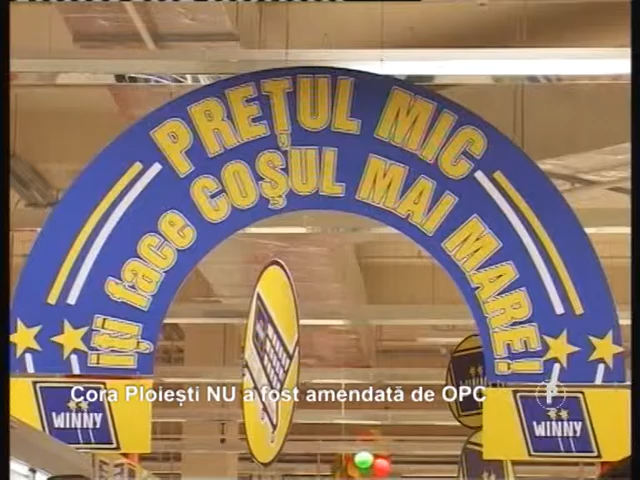 PREȚUL MIC
îți face COȘUL MAI MARE!
Cora Ploiești NU a fost amendată de OPC
WINNY
WINNY